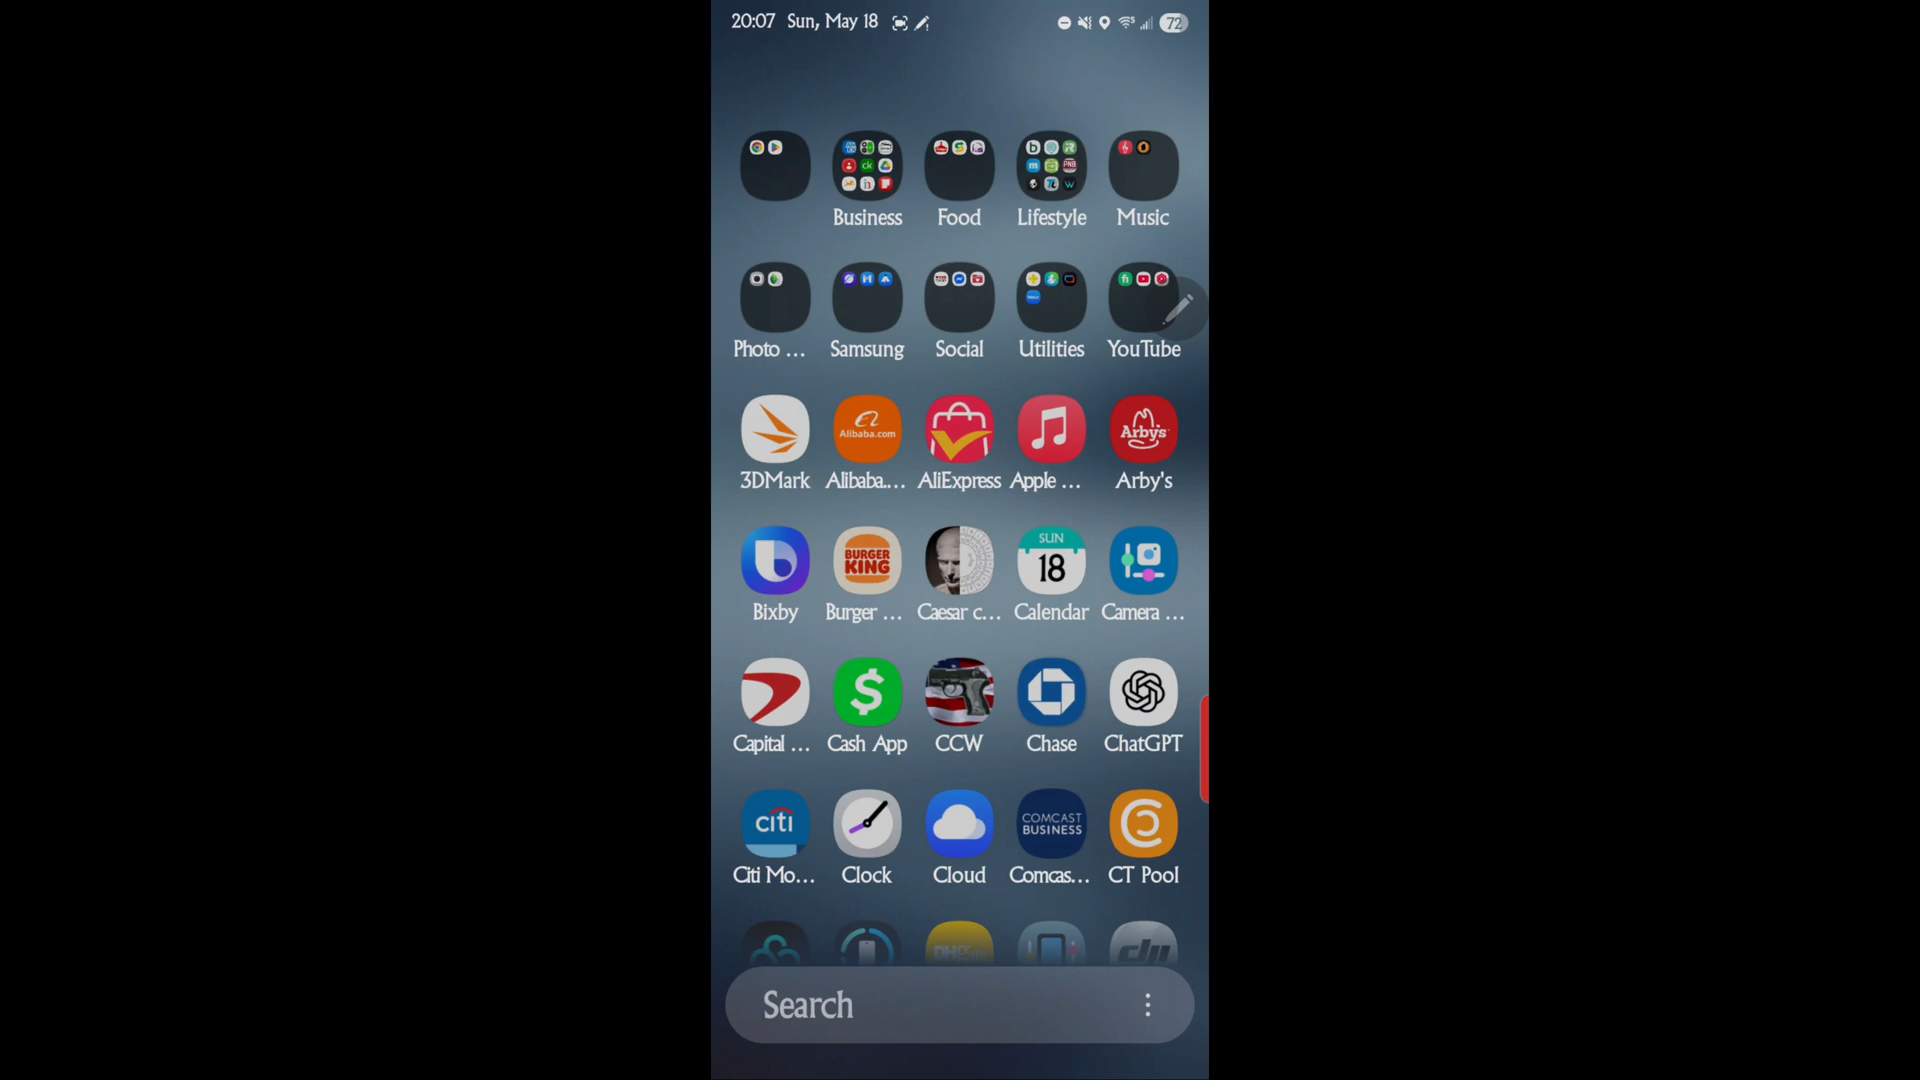 20:07 Sun, May 18
72
Business Food Lifestyle Music
Photo ... Samsung Social Utilities YouTube
Alibaba.com Arby's
3DMark Alibaba.... AliExpress Apple ... Arby's
BURGER KING SUN 18
Bixby Burger ... Caesar c... Calendar Camera ...
Capital ... Cash App CCW Chase ChatGPT
citi COMCAST BUSINESS
Citi Mo... Clock Cloud Comcas... CT Pool
dji
Search